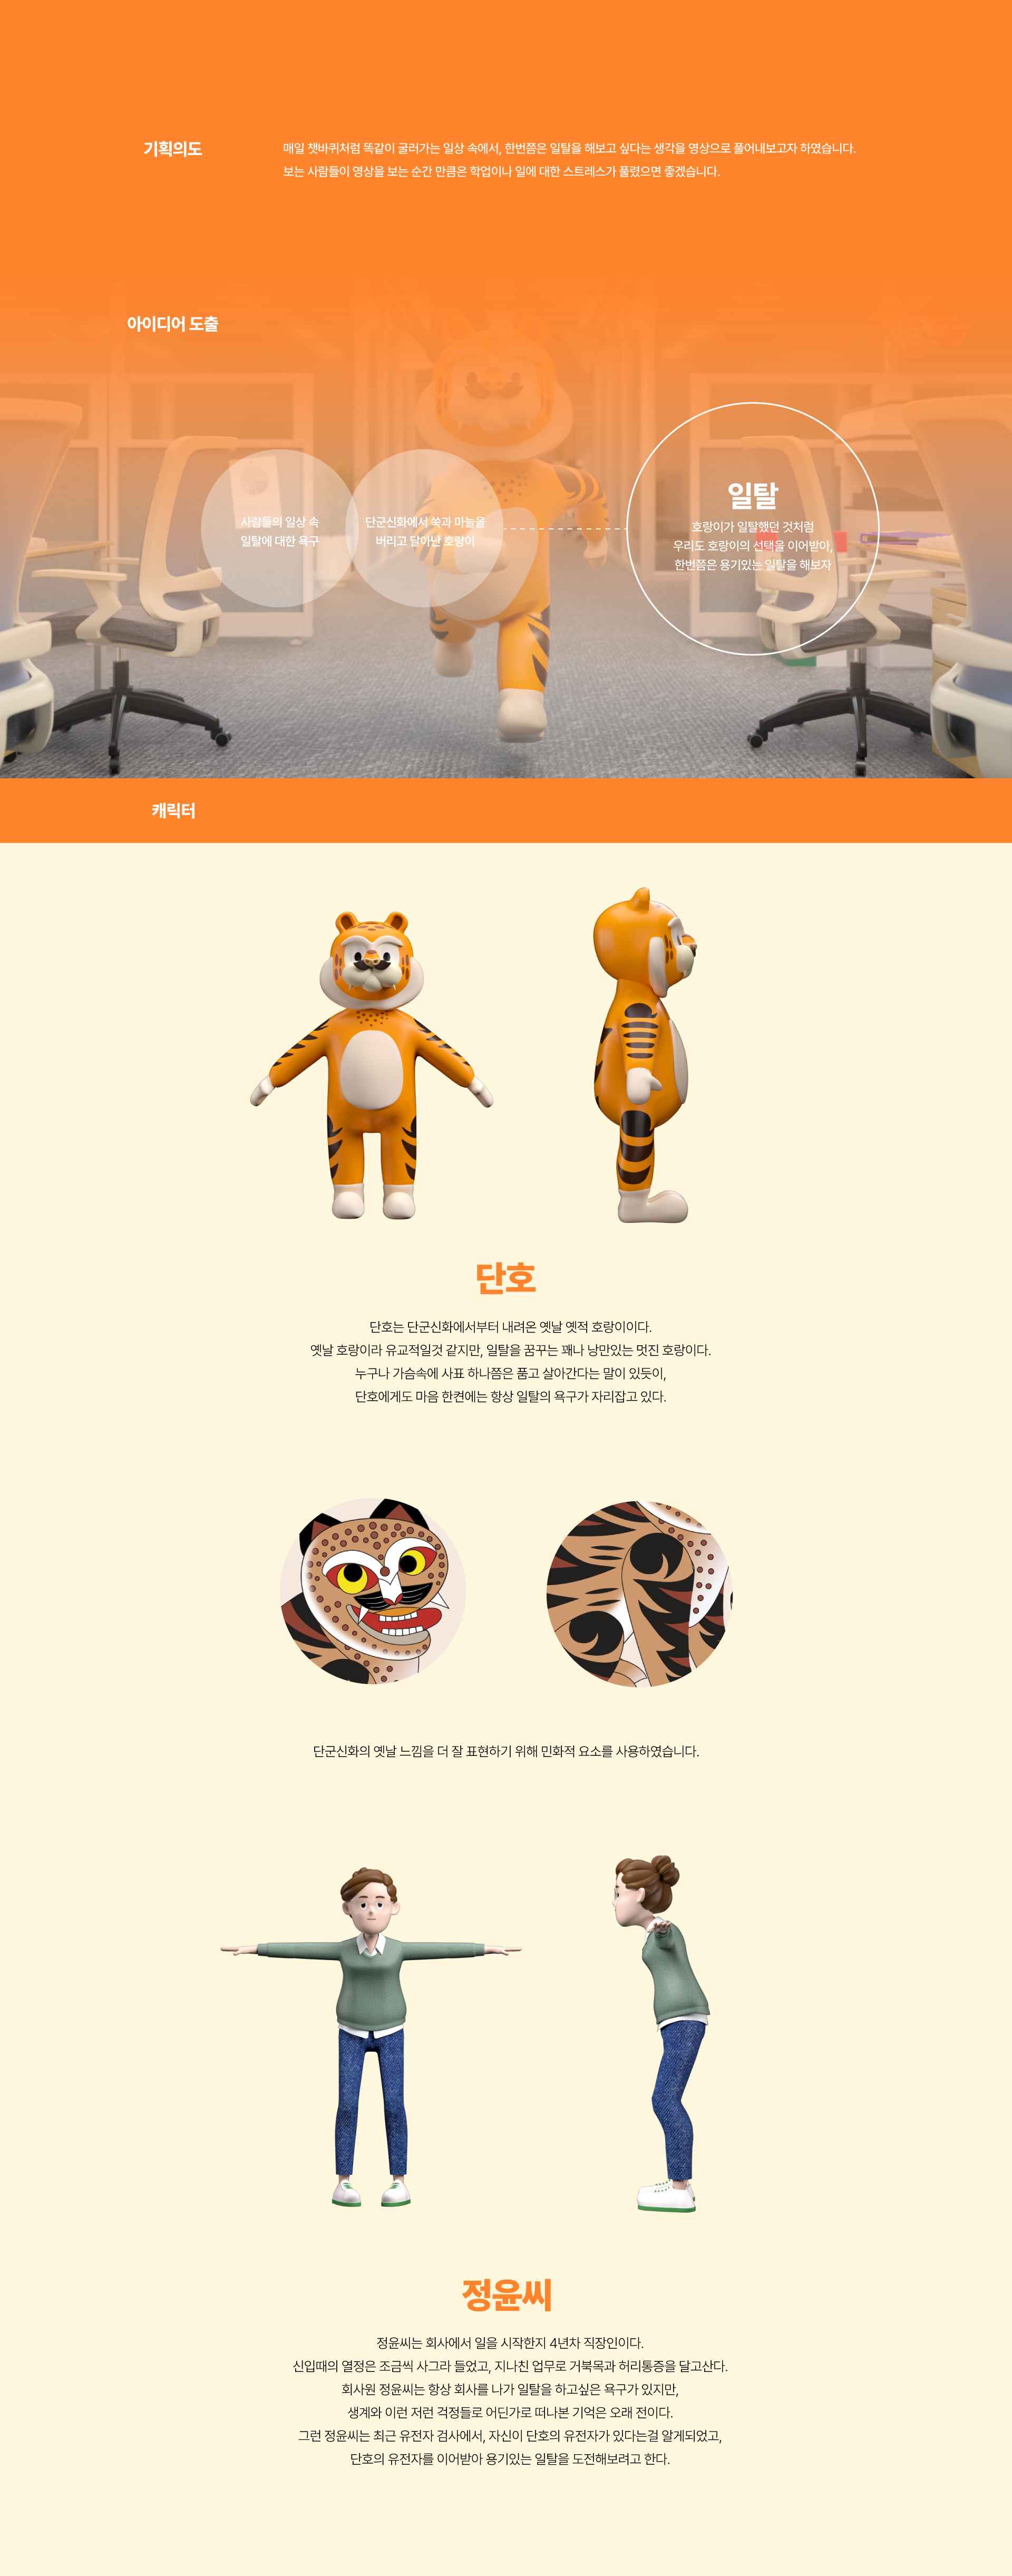 기획의도
매일 쳇바퀴처럼 똑같이 굴러가는 일상 속에서, 한번쯤은 일탈을 해보고 싶다는 생각을 영상으로 풀어내보고자 하였습니다.
보는 사람들이 영상을 보는 순간 만큼은 학업이나 일에 대한 스트레스가 풀렸으면 좋겠습니다.
아이디어 도출
사람들의 일상 속
일탈에 대한 욕구
단군신화에서 쑥과 마늘을
버리고 달아난 호랑이
일탈
호랑이가 일탈했던 것처럼
우리도 호랑이의 선택을 이어받아,
한번쯤은 용기있는 일탈을 해보자
캐릭터
단호
단호는 단군신화에서부터 내려온 옛날 옛적 호랑이이다.
옛날 호랑이라 유교적일것 같지만, 일탈을 꿈꾸는 꽤나 낭만있는 멋진 호랑이다.
누구나 가슴속에 사표 하나쯤은 품고 살아간다는 말이 있듯이,
단호에게도 마음 한켠에는 항상 일탈의 욕구가 자리잡고 있다.
단군신화의 옛날 느낌을 더 잘 표현하기 위해 민화적 요소를 사용하였습니다.
정윤씨
정윤씨는 회사에서 일을 시작한지 4년차 직장인이다.
신입때의 열정은 조금씩 사그라 들었고, 지나친 업무로 거북목과 허리통증을 달고산다.
회사원 정윤씨는 항상 회사를 나가 일탈을 하고싶은 욕구가 있지만,
생계와 이런 저런 걱정들로 어딘가로 떠나본 기억은 오래 전이다.
그런 정윤씨는 최근 유전자 검사에서, 자신이 단호의 유전자가 있다는걸 알게되었고,
단호의 유전자를 이어받아 용기있는 일탈을 도전해보려고 한다.